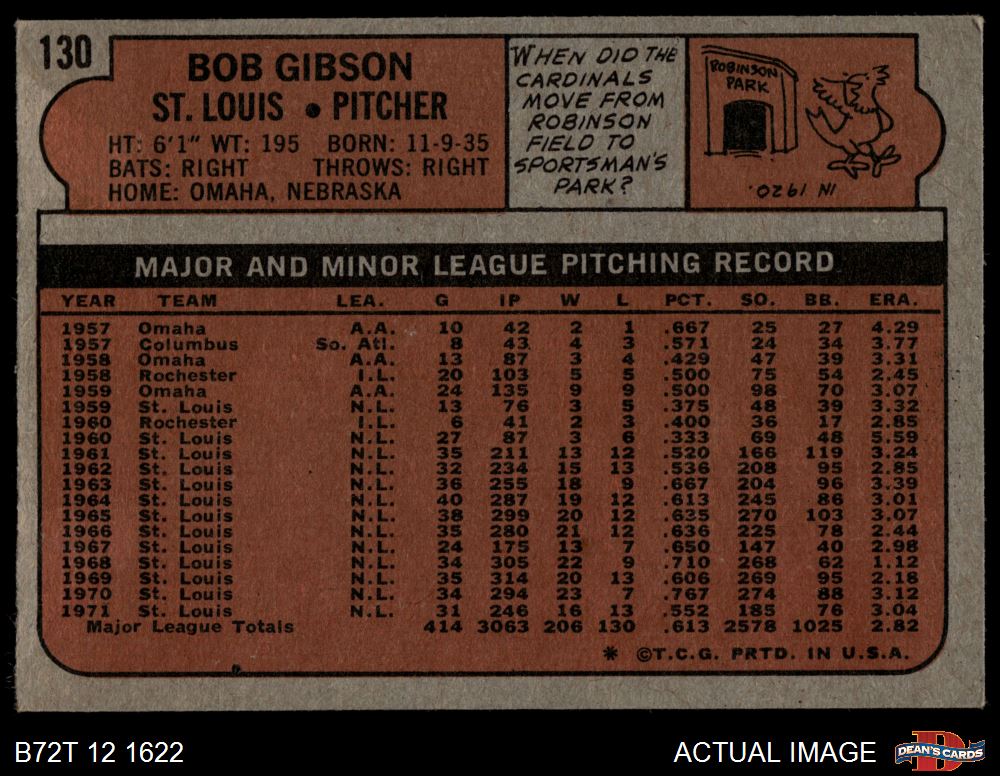 130
BOB GIBSON
ST. LOUIS • PITCHER
HT: 6'1" WT: 195 BORN: 11-9-35
BATS: RIGHT THROWS: RIGHT
HOME: OMAHA, NEBRASKA
WHEN DID THE
CARDINALS
MOVE FROM
ROBINSON
FIELD TO
SPORTSMAN'S
PARK?
ROBINSON
PARK
IN 1920.
MAJOR AND MINOR LEAGUE PITCHING RECORD
YEAR TEAM LEA. G IP W L PCT. SO. BB. ERA.
1957 Omaha A.A. 10 42 2 1 .667 25 27 4.29
1957 Columbus So. Atl. 8 43 4 3 .571 24 34 3.77
1958 Omaha A.A. 13 87 3 4 .429 47 39 3.31
1958 Rochester I.L. 20 103 5 5 .500 75 54 2.45
1959 Omaha A.A. 24 135 9 9 .500 98 70 3.07
1959 St. Louis N.L. 13 76 3 5 .375 48 39 3.32
1960 Rochester I.L. 6 41 2 3 .400 36 17 2.85
1960 St. Louis N.L. 27 87 3 6 .333 69 48 5.59
1961 St. Louis N.L. 35 211 13 12 .520 166 119 3.24
1962 St. Louis N.L. 32 234 15 13 .536 208 95 2.85
1963 St. Louis N.L. 36 255 18 9 .667 204 96 3.39
1964 St. Louis N.L. 40 287 19 12 .613 245 86 3.01
1965 St. Louis N.L. 38 299 20 12 .635 270 103 3.07
1966 St. Louis N.L. 35 280 21 12 .636 225 78 2.44
1967 St. Louis N.L. 24 175 13 7 .650 147 40 2.98
1968 St. Louis N.L. 34 305 22 9 .710 268 62 1.12
1969 St. Louis N.L. 35 314 20 13 .606 269 95 2.18
1970 St. Louis N.L. 34 294 23 7 .767 274 88 3.12
1971 St. Louis N.L. 31 246 16 13 .552 185 76 3.04
Major League Totals 414 3063 206 130 .613 2578 1025 2.82
* ©T.C.G. PRTD. IN U.S.A.
B72T 12 1622
ACTUAL IMAGE
DEAN'S CARDS